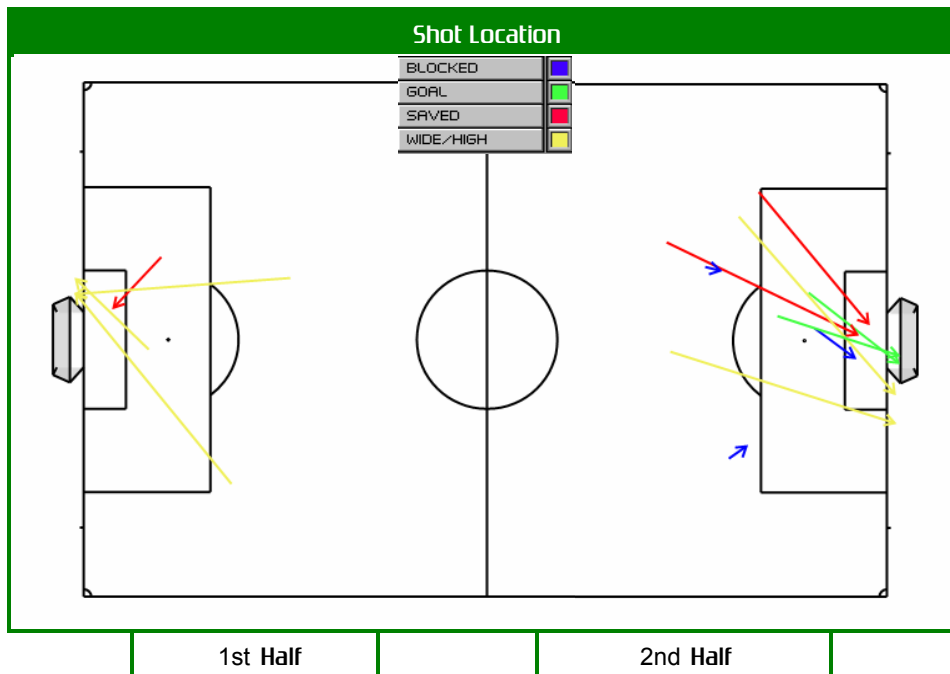 Shot Location
BLOCKED
GOAL
SAVED
WIDE/HIGH
1st Half 2nd Half